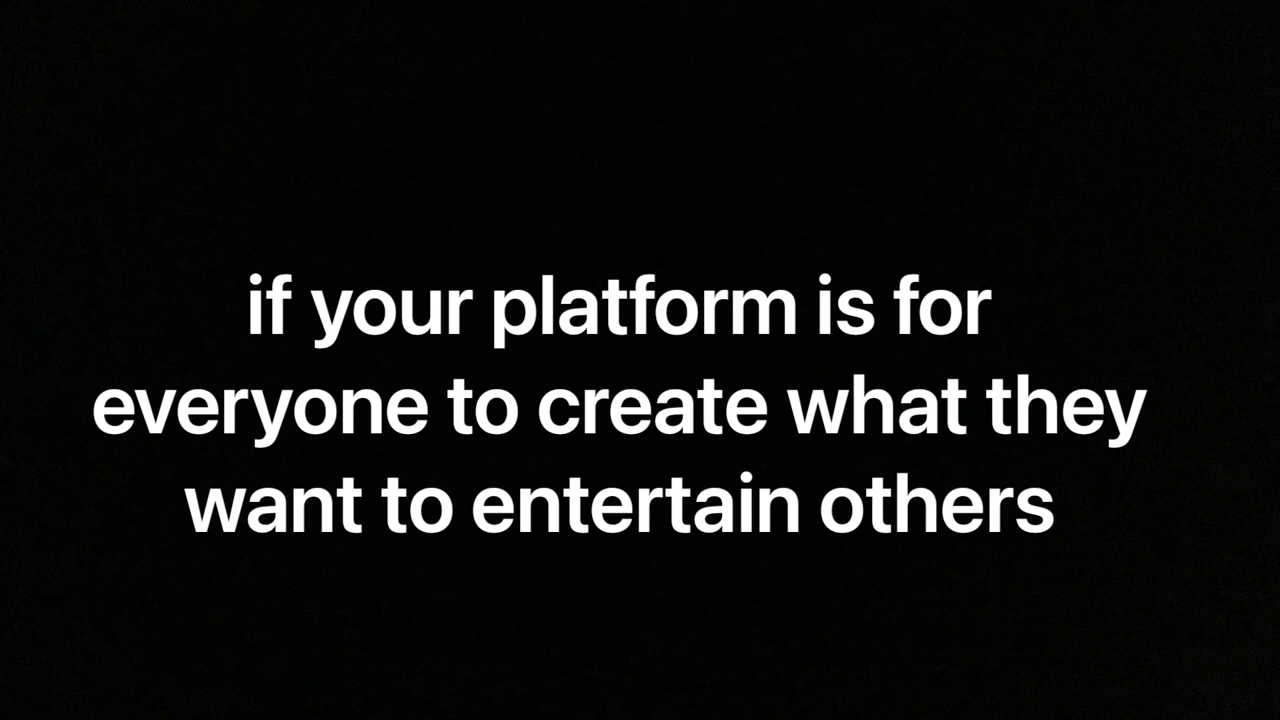 if your platform is for
everyone to create what they
want to entertain others